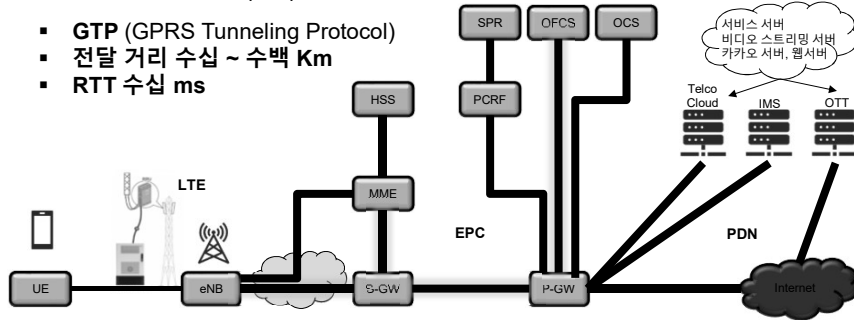 GTP (GPRS Tunneling Protocol)
전달 거리 수십 ~ 수백 Km
RTT 수십 ms
SPR
OFCS
OCS
서비스 서버
비디오 스트리밍 서버
카카오 서버, 웹서버
HSS
PCRF
Telco
Cloud
IMS
OTT
LTE
MME
EPC
PDN
UE
eNB
S-GW
P-GW
Internet